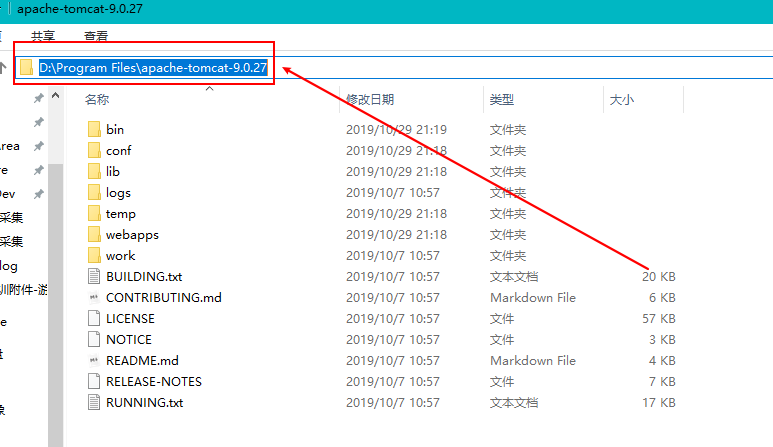 apache-tomcat-9.0.27
共享 查看
D:\Program Files\apache-tomcat-9.0.27
名称 修改日期 类型 大小
bin 2019/10/29 21:19 文件夹
conf 2019/10/29 21:18 文件夹
lib 2019/10/29 21:18 文件夹
logs 2019/10/7 10:57 文件夹
temp 2019/10/29 21:18 文件夹
webapps 2019/10/29 21:18 文件夹
work 2019/10/7 10:57 文件夹
BUILDING.txt 2019/10/7 10:57 文本文档 20 KB
CONTRIBUTING.md 2019/10/7 10:57 Markdown File 6 KB
LICENSE 2019/10/7 10:57 文件 57 KB
NOTICE 2019/10/7 10:57 文件 3 KB
README.md 2019/10/7 10:57 Markdown File 4 KB
RELEASE-NOTES 2019/10/7 10:57 文件 7 KB
RUNNING.txt 2019/10/7 10:57 文本文档 17 KB
rea
re
Dev
采集
采集
log
训附件-游
e